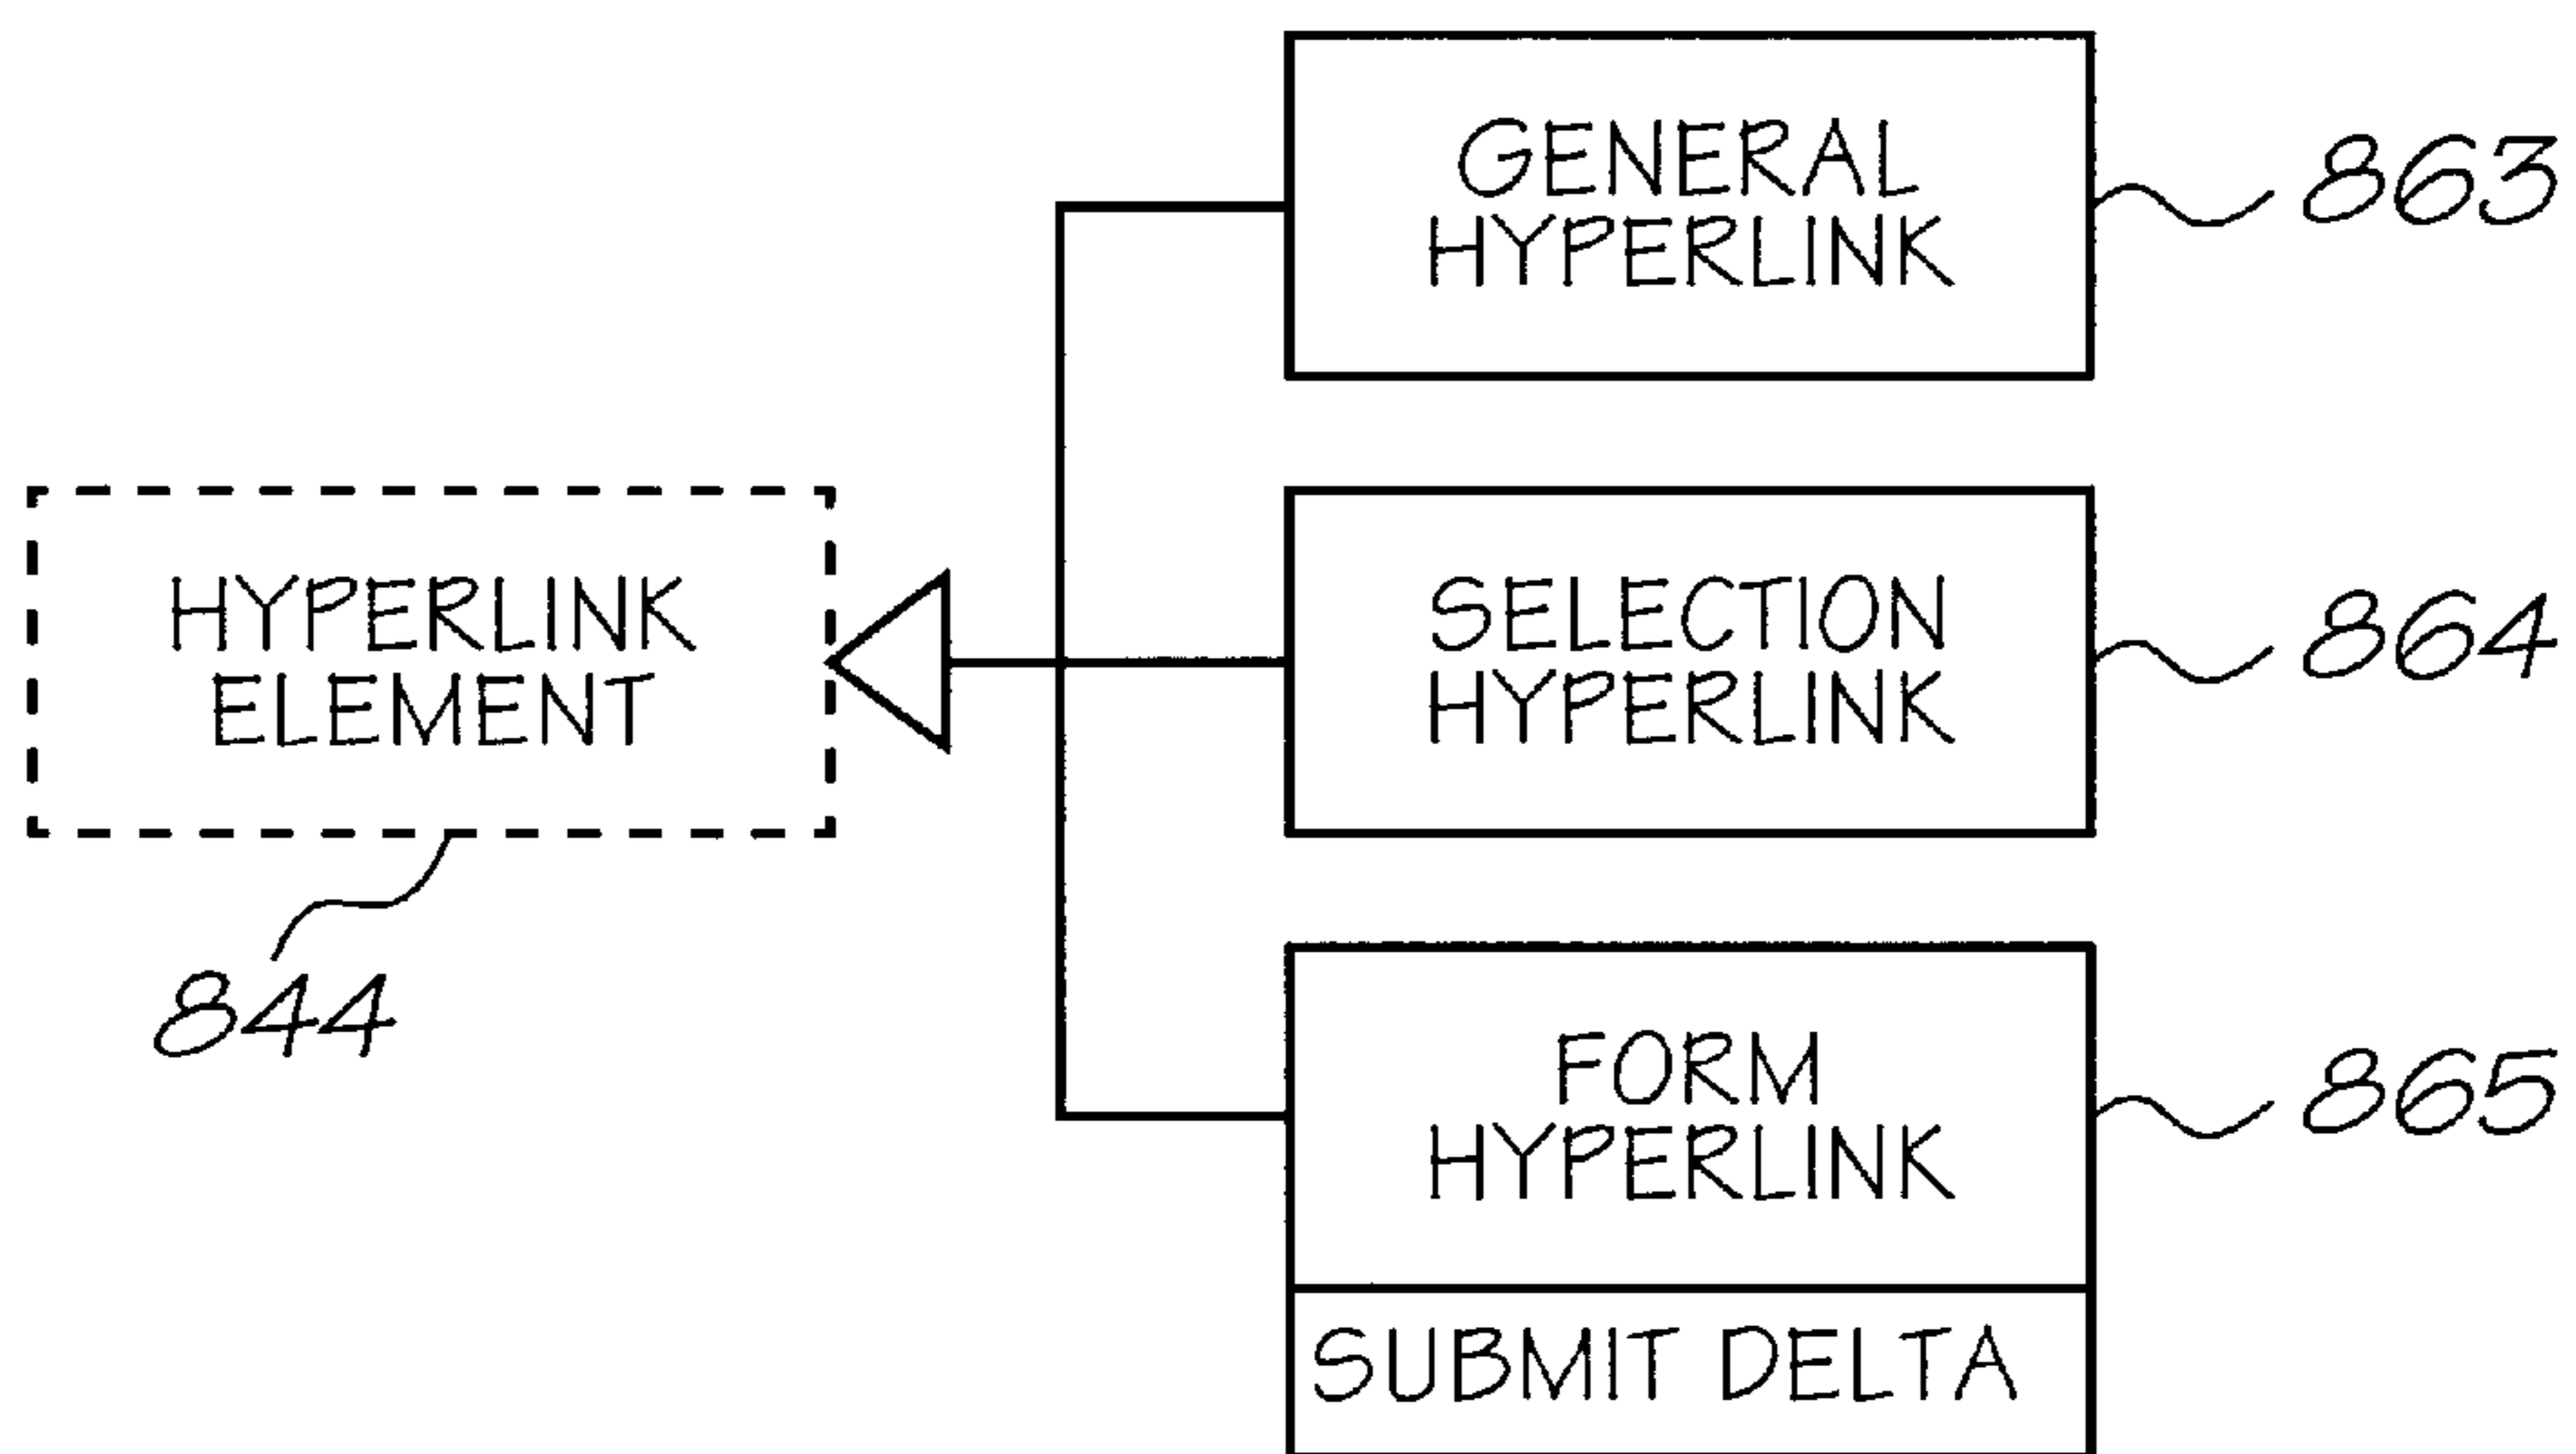 GENERAL
HYPERLINK
863
HYPERLINK
ELEMENT
844
SELECTION
HYPERLINK
864
FORM
HYPERLINK
865
SUBMIT DELTA